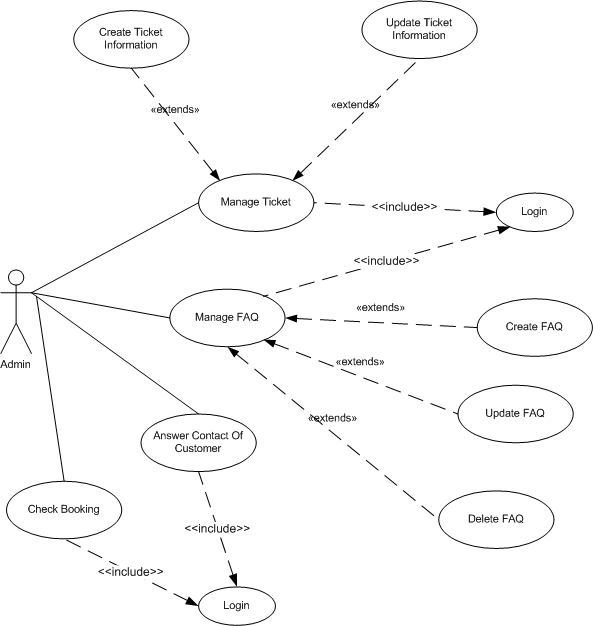 Create Ticket
Information
Update Ticket
Information
«extends»
«extends»
Manage Ticket
<<include>>
Login
<<include>>
Admin
Manage FAQ
«extends»
Create FAQ
«extends»
Update FAQ
«extends»
Answer Contact Of
Customer
Check Booking
Delete FAQ
<<include>>
<<include>>
Login